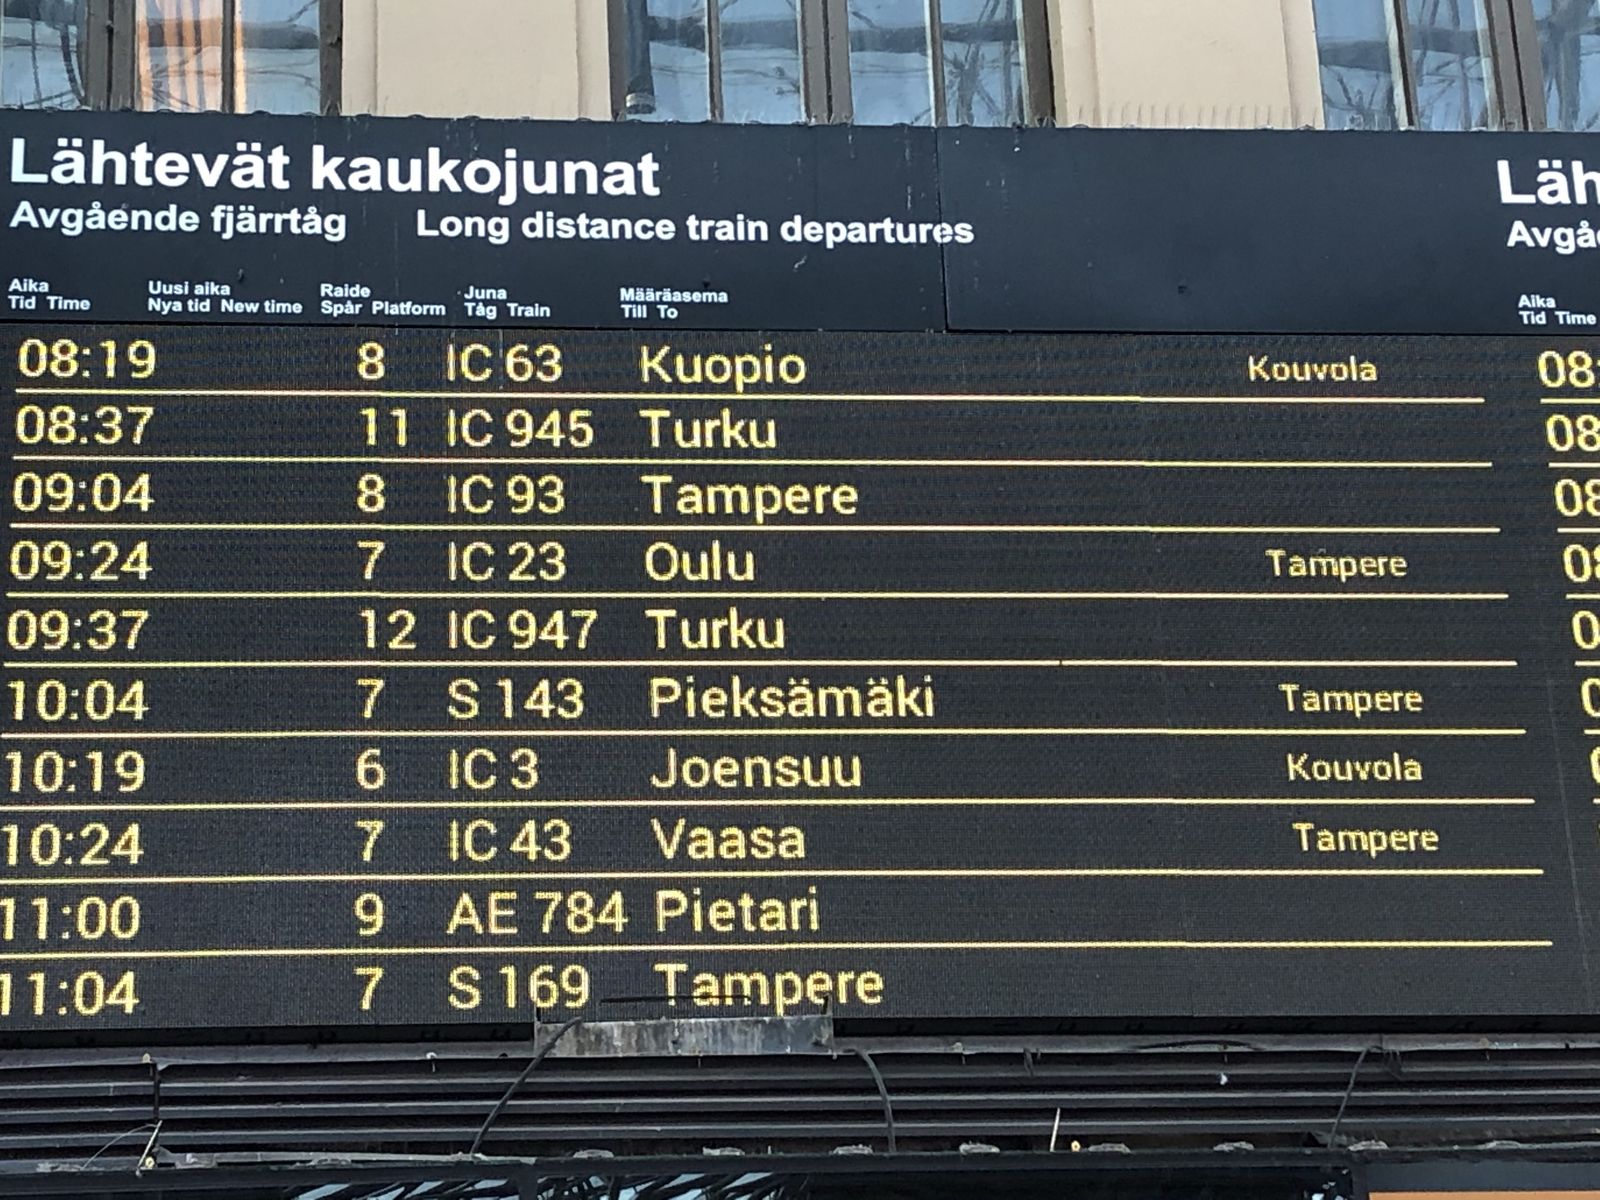 Lähtevät kaukojunat
Avgående fjärrtåg Long distance train departures
Aika Uusi aika Raide Juna Määräasema
Tid Time Nya tid New time Spår Platform Tåg Train Till To
08:19 8 IC 63 Kuopio Kouvola
08:37 11 IC 945 Turku
09:04 8 IC 93 Tampere
09:24 7 IC 23 Oulu Tampere
09:37 12 IC 947 Turku
10:04 7 S 143 Pieksämäki Tampere
10:19 6 IC 3 Joensuu Kouvola
10:24 7 IC 43 Vaasa Tampere
11:00 9 AE 784 Pietari
11:04 7 S 169 Tampere
Aika
Tid Time